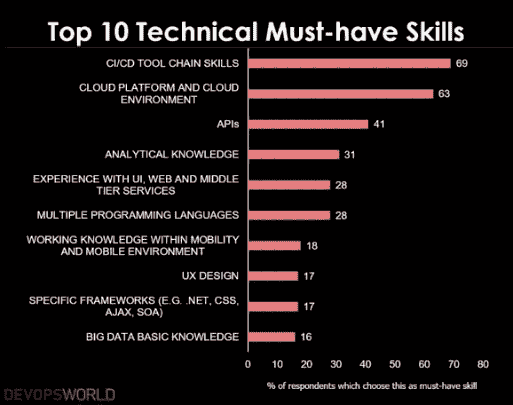 Top 10 Technical Must-have Skills
CI/CD TOOL CHAIN SKILLS 69
CLOUD PLATFORM AND CLOUD
ENVIRONMENT 63
APIs 41
ANALYTICAL KNOWLEDGE 31
EXPERIENCE WITH UI, WEB AND MIDDLE
TIER SERVICES 28
MULTIPLE PROGRAMMING LANGUAGES 28
WORKING KNOWLEDGE WITHIN MOBILITY
AND MOBILE ENVIRONMENT 18
UX DESIGN 17
SPECIFIC FRAMEWORKS (E.G. .NET, CSS,
AJAX, SOA) 17
BIG DATA BASIC KNOWLEDGE 16
0 10 20 30 40 50 60 70 80
% of respondents which choose this as must-have skill
DEVOPSWORLD